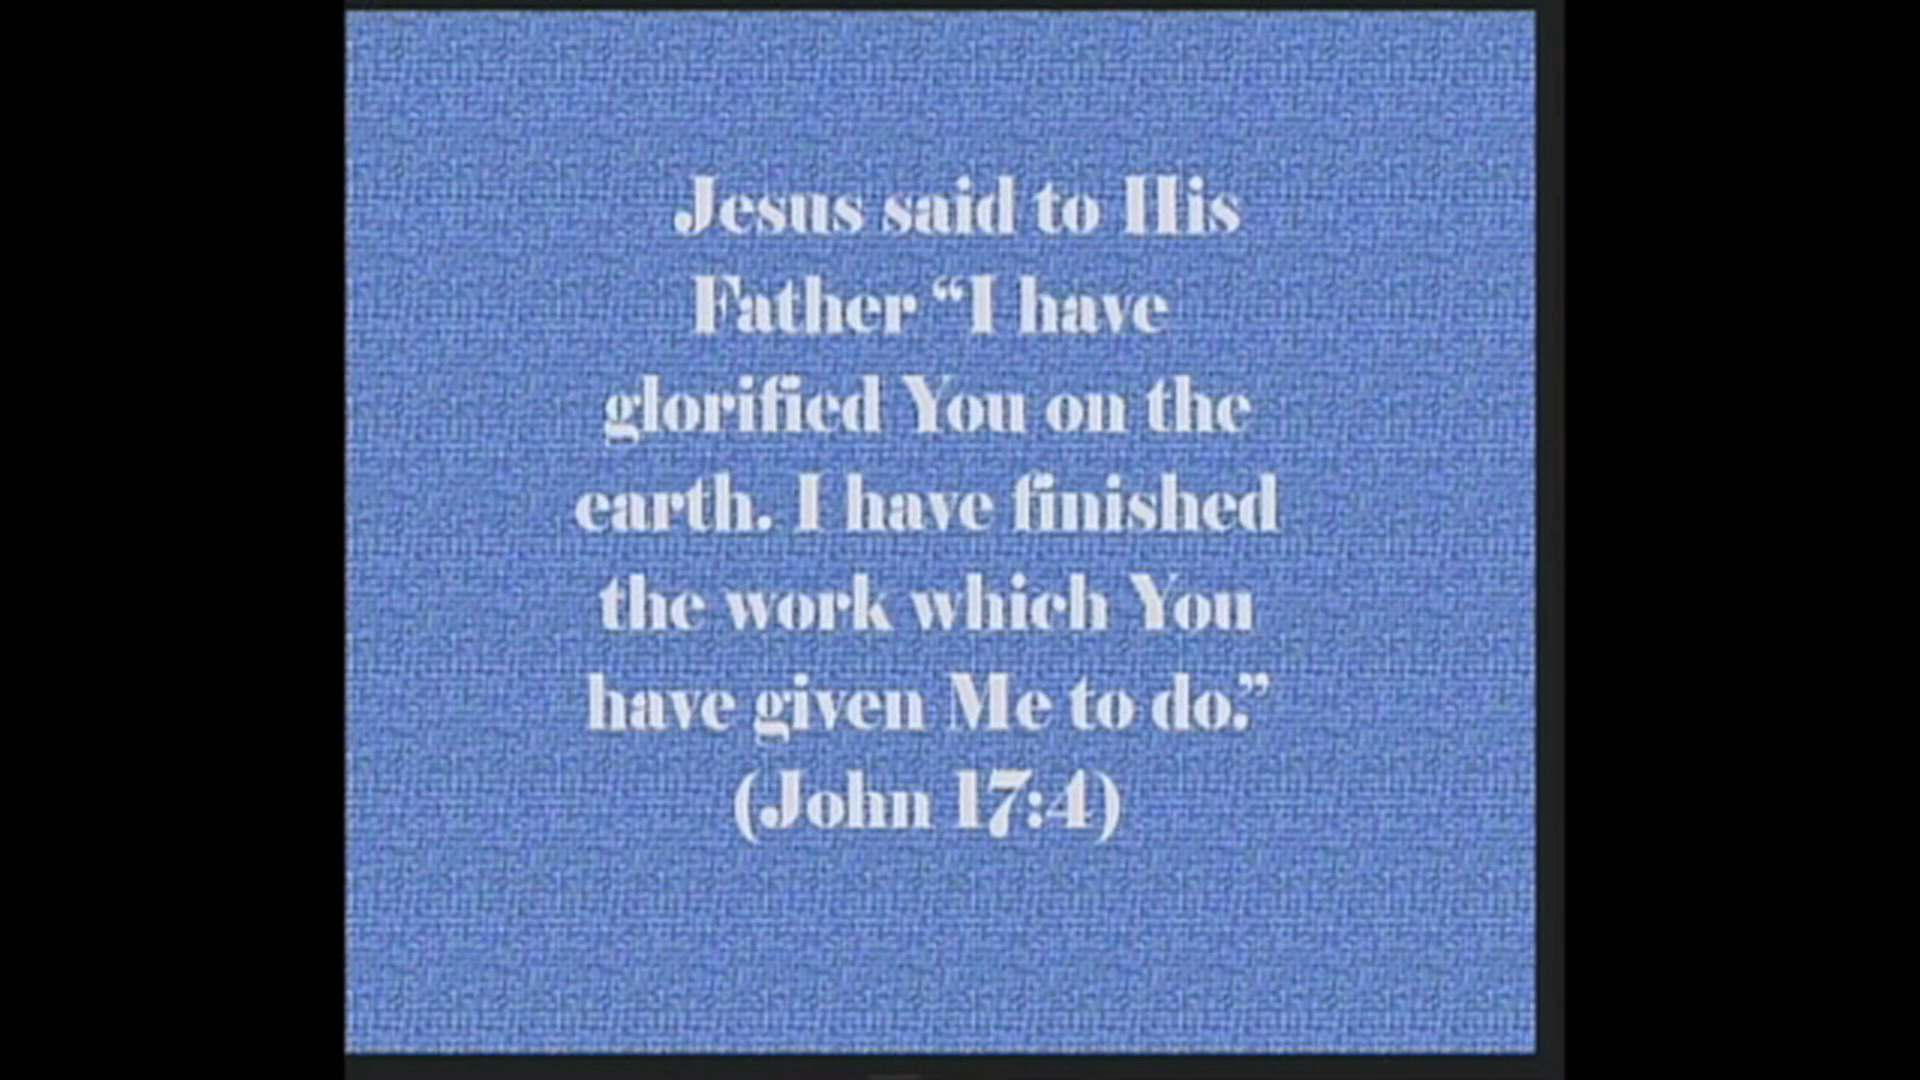 Jesus said to His
Father “I have
glorified You on the
earth. I have finished
the work which You
have given Me to do.”
(John 17:4)